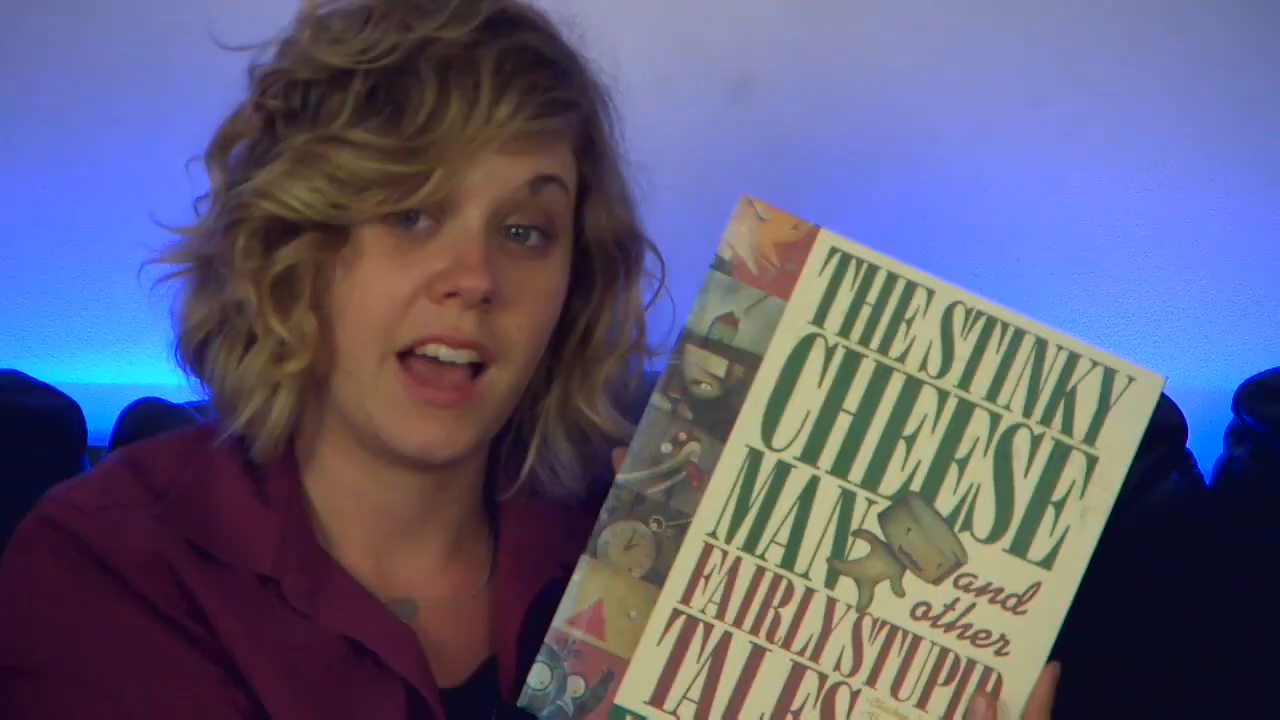 THE STINKY
CHEESE
MAN
and
other
FAIRLY STUPID
TALES